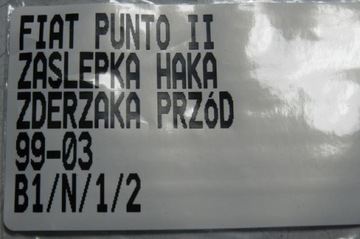 FIAT PUNTO II
ZASLEPKA HAKA
ZDERZAKA PRZóD
99-03
B1/N/1/2